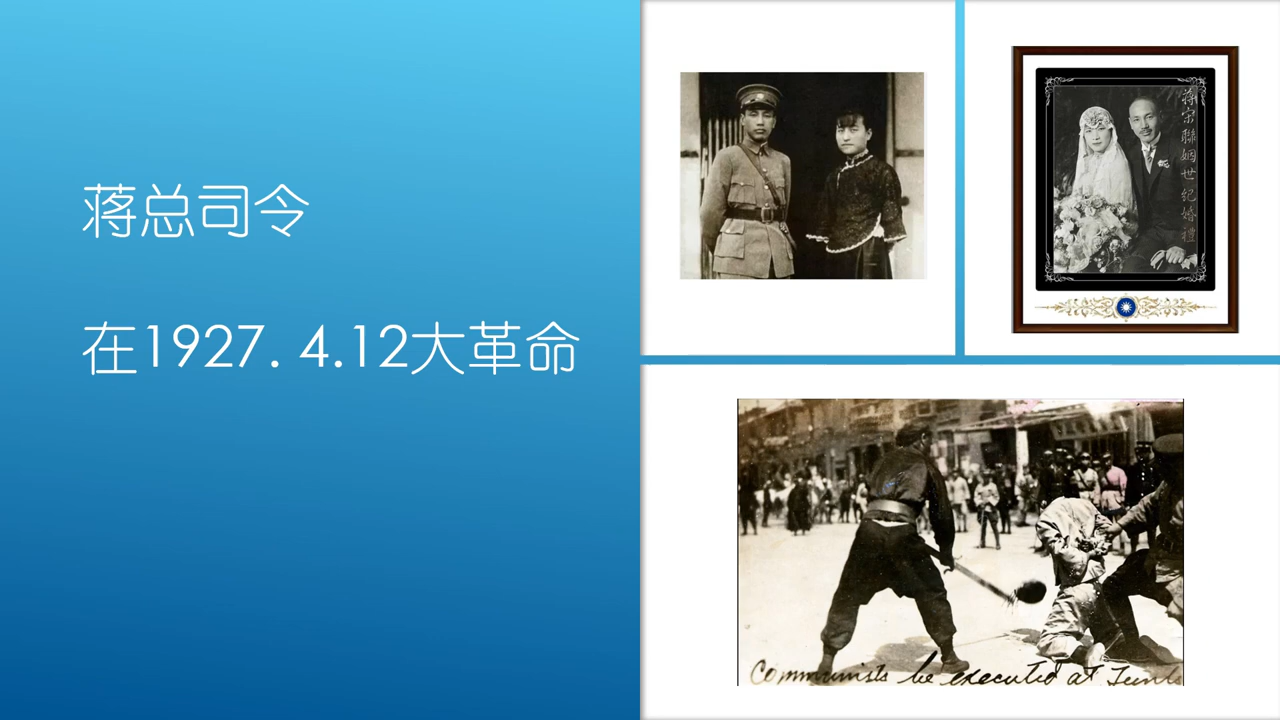 蒋总司令
在1927. 4.12大革命
蔣宋聯姻世紀婚禮
Communists be executed at